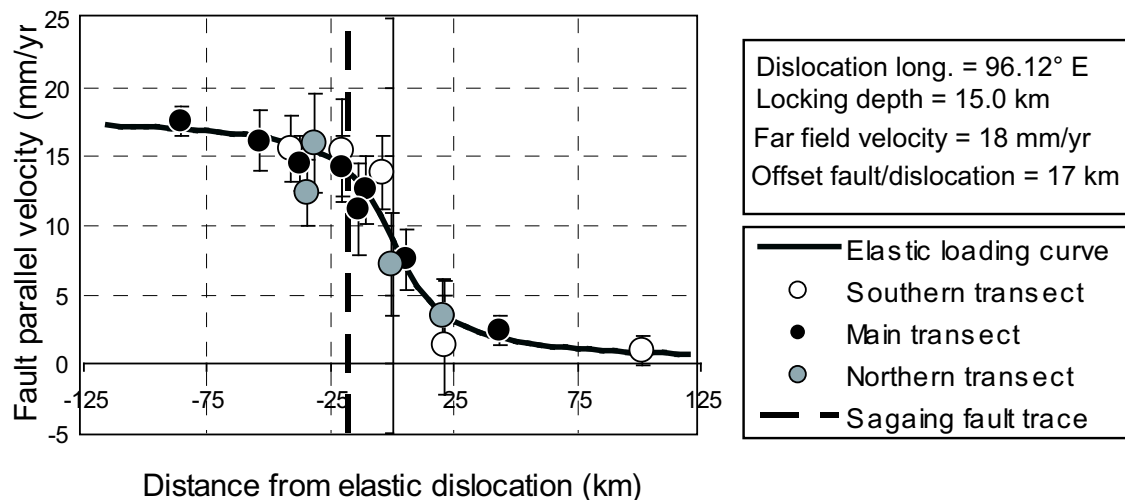 Fault parallel velocity (mm/yr)
25
20
15
10
5
0
-5
-125
-75
-25
25
75
125
Distance from elastic dislocation (km)
Dislocation long. = 96.12° E
Locking depth = 15.0 km
Far field velocity = 18 mm/yr
Offset fault/dislocation = 17 km
Elastic loading curve
Southern transect
Main transect
Northern transect
Sagaing fault trace